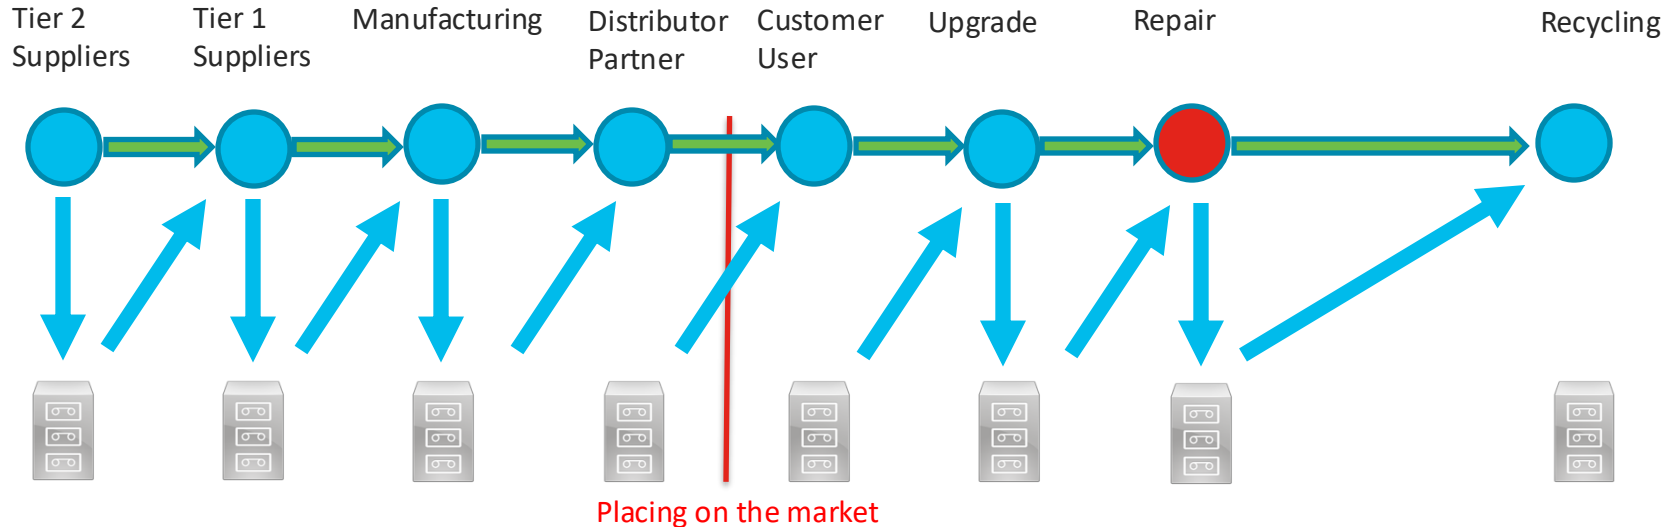 Tier 2
Suppliers
Tier 1
Suppliers
Manufacturing
Distributor
Partner
Customer
User
Upgrade
Repair
Recycling
Placing on the market